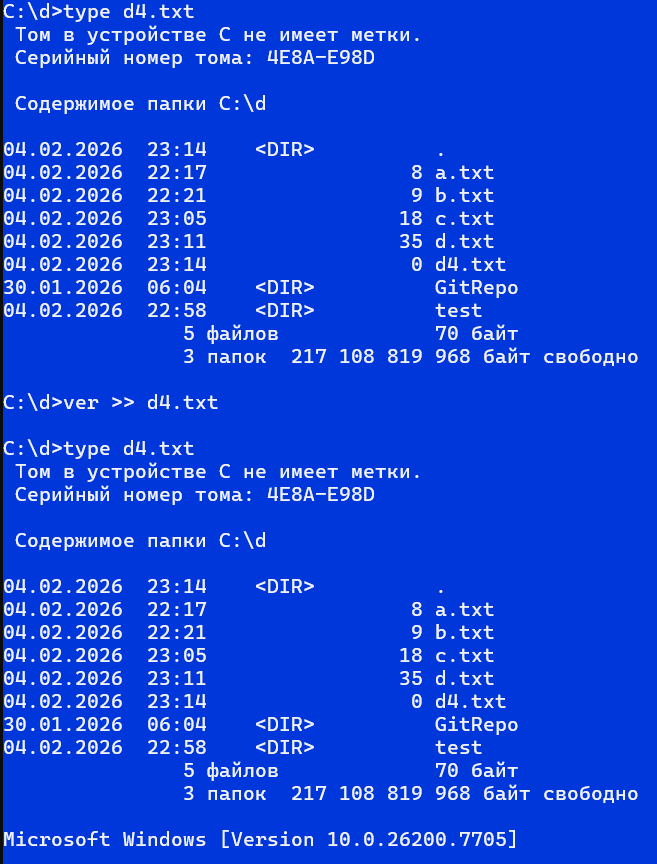 C:\d>type d4.txt
Том в устройстве C не имеет метки.
Серийный номер тома: 4E8A-E98D
Содержимое папки C:\d
04.02.2026  23:14    <DIR>          .
04.02.2026  22:17                 8 a.txt
04.02.2026  22:21                 9 b.txt
04.02.2026  23:05                18 c.txt
04.02.2026  23:11                35 d.txt
04.02.2026  23:14                 0 d4.txt
30.01.2026  06:04    <DIR>          GitRepo
04.02.2026  22:58    <DIR>          test
               5 файлов             70 байт
               3 папок  217 108 819 968 байт свободно
C:\d>ver >> d4.txt
C:\d>type d4.txt
Том в устройстве C не имеет метки.
Серийный номер тома: 4E8A-E98D
Содержимое папки C:\d
04.02.2026  23:14    <DIR>          .
04.02.2026  22:17                 8 a.txt
04.02.2026  22:21                 9 b.txt
04.02.2026  23:05                18 c.txt
04.02.2026  23:11                35 d.txt
04.02.2026  23:14                 0 d4.txt
30.01.2026  06:04    <DIR>          GitRepo
04.02.2026  22:58    <DIR>          test
               5 файлов             70 байт
               3 папок  217 108 819 968 байт свободно
Microsoft Windows [Version 10.0.26200.7705]